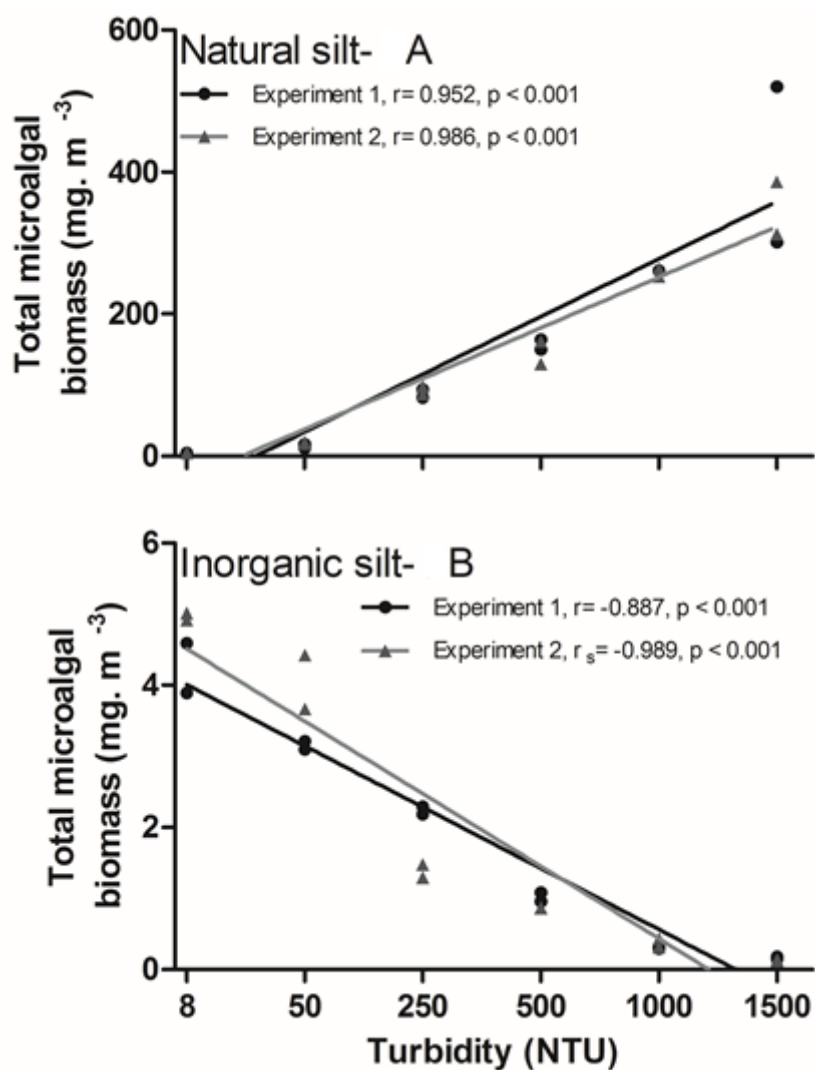 Natural silt- A
Experiment 1, r= 0.952, p < 0.001
Experiment 2, r= 0.986, p < 0.001
Total microalgal
biomass (mg. m -3)
600
400
200
0
Inorganic silt- B
Experiment 1, r= -0.887, p < 0.001
Experiment 2, r s= -0.989, p < 0.001
Total microalgal
biomass (mg. m -3)
6
4
2
0
8 50 250 500 1000 1500
Turbidity (NTU)